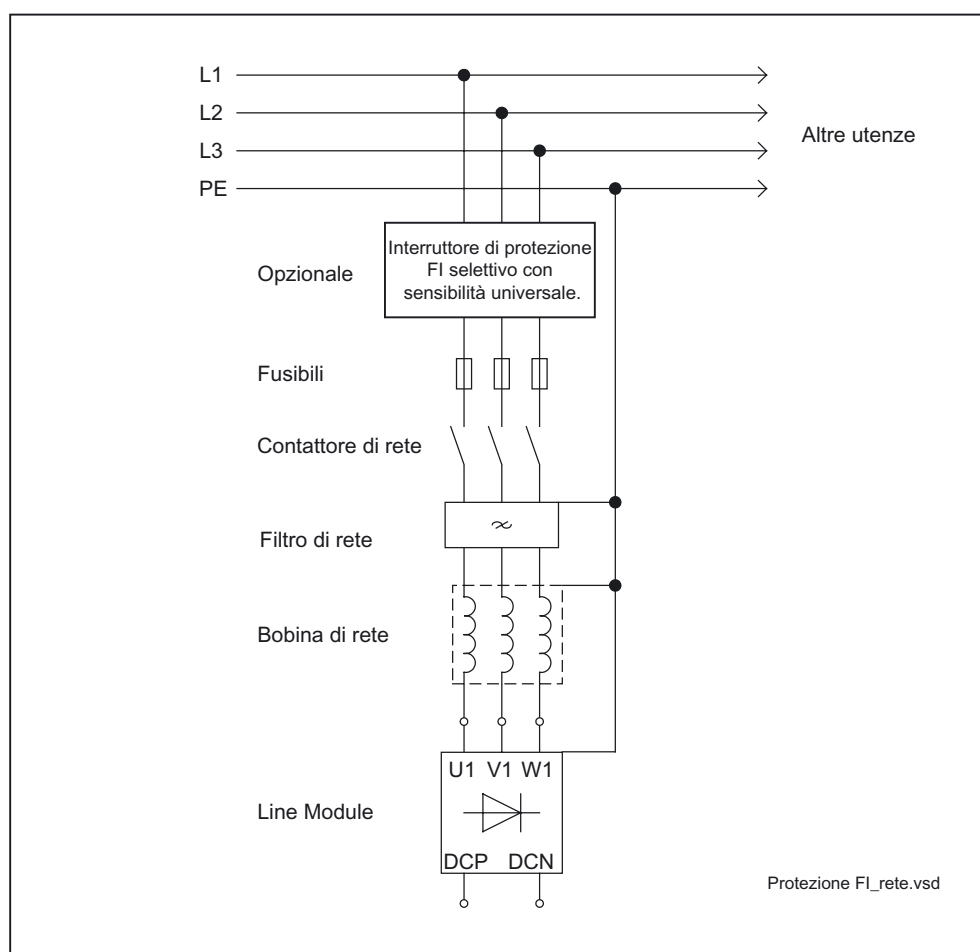 L1
L2
Altre utenze
L3
PE
Interruttore di protezione
FI selettivo con
sensibilità universale.
Opzionale
Fusibili
Contattore di rete
Filtro di rete
Bobina di rete
U1 V1 W1
Line Module
DCP DCN
Protezione FI_rete.vsd